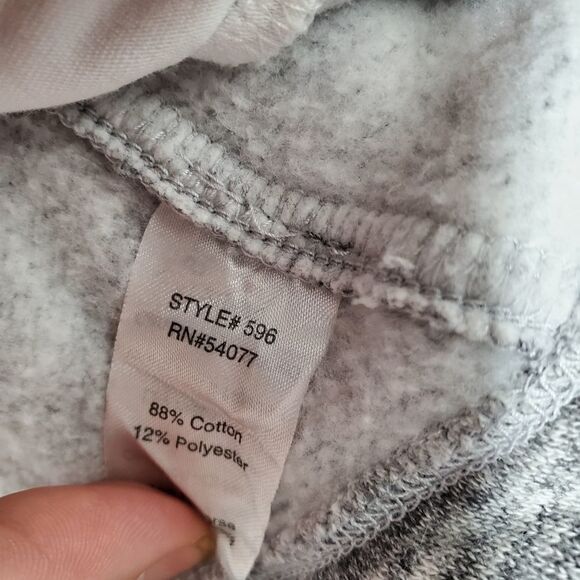 STYLE# 596
RN#54077
88% Cotton
12% Polyester